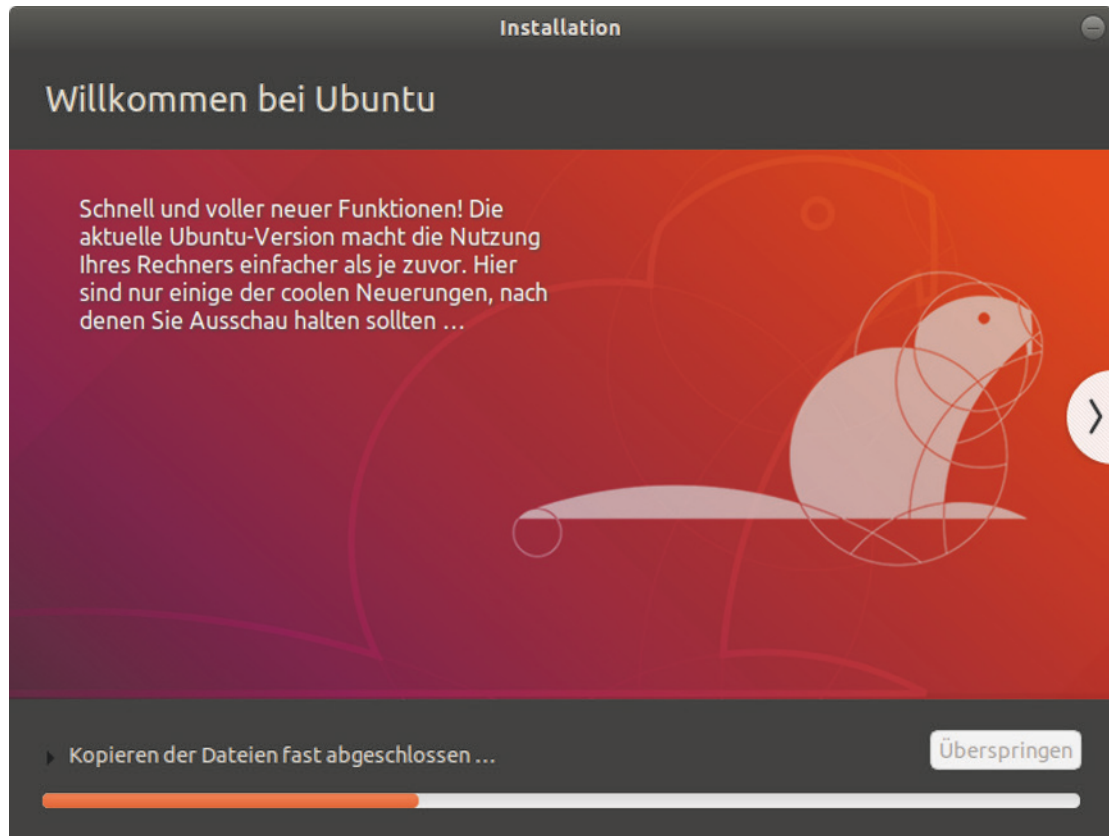 Installation
Willkommen bei Ubuntu
Schnell und voller neuer Funktionen! Die
aktuelle Ubuntu-Version macht die Nutzung
Ihres Rechners einfacher als je zuvor. Hier
sind nur einige der coolen Neuerungen, nach
denen Sie Ausschau halten sollten …
Kopieren der Dateien fast abgeschlossen …
Überspringen